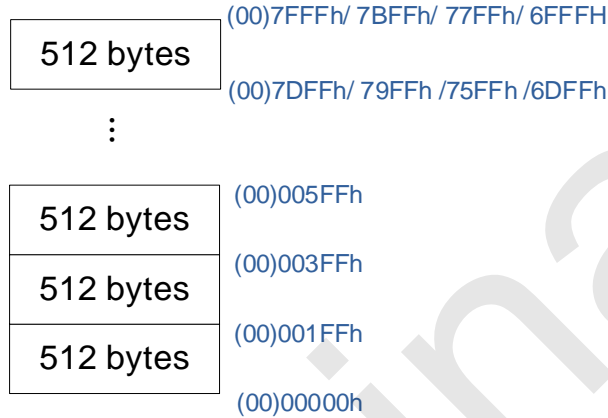 (00)7FFFh/ 7BFFh/ 77FFh/ 6FFFH
512 bytes
(00)7DFFh/ 79FFh /75FFh /6DFFh
⋮
(00)005FFh
512 bytes
(00)003FFh
512 bytes
(00)001FFh
512 bytes
(00)00000h